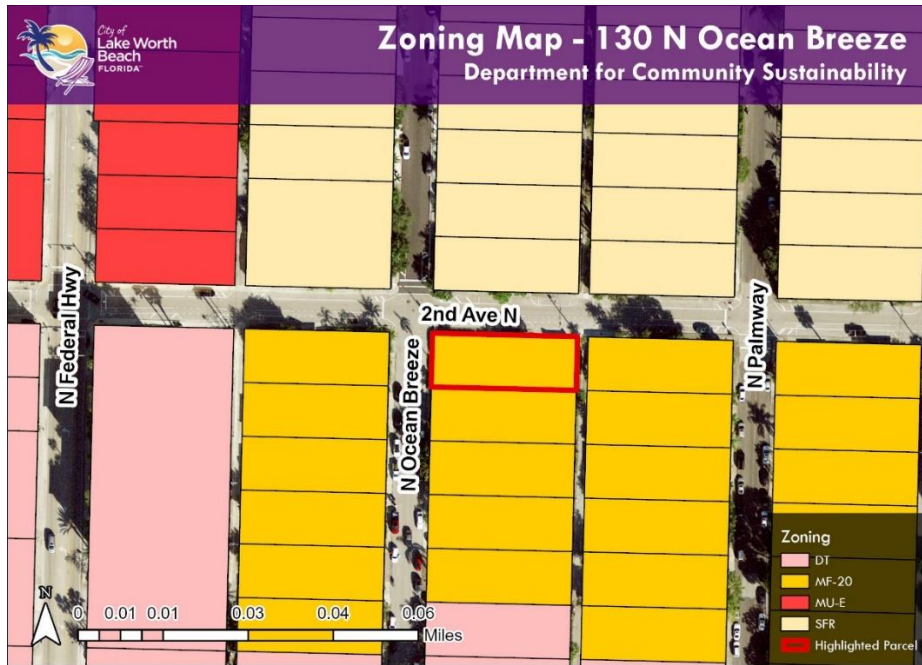 City of
Lake Worth
Beach
FLORIDA™
Zoning Map - 130 N Ocean Breeze
Department for Community Sustainability
N Federal Hwy
2nd Ave N
N Ocean Breeze
N Palmway
Zoning
DT
MF-20
MU-E
SFR
Highlighted Parcel
N
0 0.01 0.01 0.03 0.04 0.06
Miles